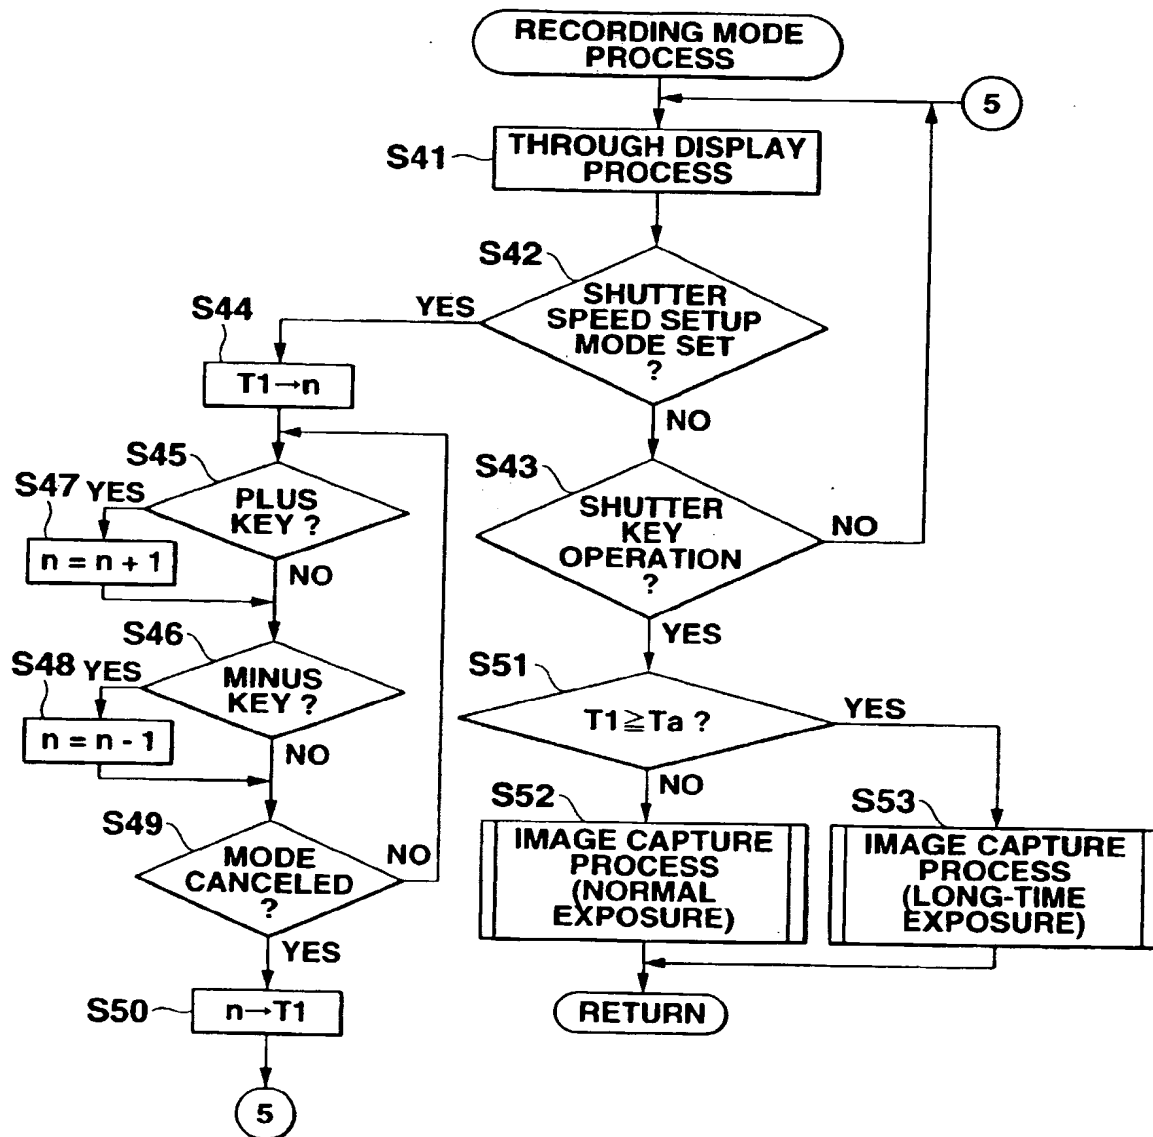 RECORDING MODE
PROCESS
5
S41
THROUGH DISPLAY
PROCESS
S42
SHUTTER
SPEED SETUP
MODE SET
?
YES
NO
S44
T1→n
S45
PLUS
KEY ?
YES
NO
S47
n = n + 1
S46
MINUS
KEY ?
YES
NO
S48
n = n - 1
S49
MODE
CANCELED
?
NO
YES
S50
n→T1
5
S43
SHUTTER
KEY
OPERATION
?
NO
YES
S51
T1≧Ta ?
YES
NO
S52
IMAGE CAPTURE
PROCESS
(NORMAL
EXPOSURE)
S53
IMAGE CAPTURE
PROCESS
(LONG-TIME
EXPOSURE)
RETURN